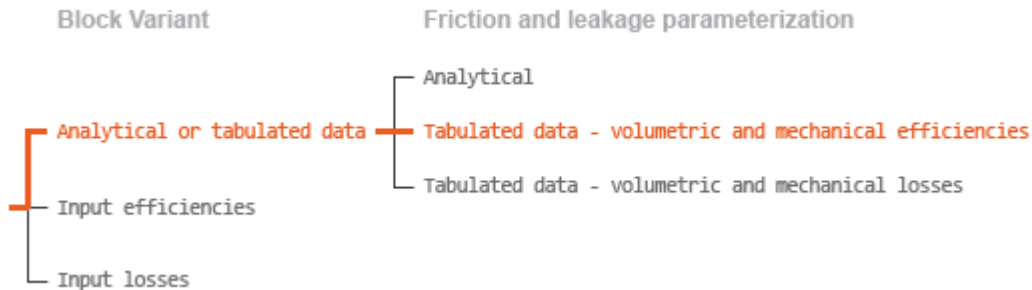 Block Variant
Friction and leakage parameterization
Analytical
Analytical or tabulated data
Tabulated data - volumetric and mechanical efficiencies
Tabulated data - volumetric and mechanical losses
Input efficiencies
Input losses